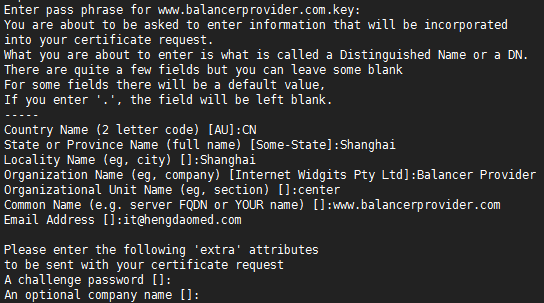 Enter pass phrase for www.balancerprovider.com.key:
You are about to be asked to enter information that will be incorporated
into your certificate request.
What you are about to enter is what is called a Distinguished Name or a DN.
There are quite a few fields but you can leave some blank
For some fields there will be a default value,
If you enter '.', the field will be left blank.
-----
Country Name (2 letter code) [AU]:CN
State or Province Name (full name) [Some-State]:Shanghai
Locality Name (eg, city) []:Shanghai
Organization Name (eg, company) [Internet Widgits Pty Ltd]:Balancer Provider
Organizational Unit Name (eg, section) []:center
Common Name (e.g. server FQDN or YOUR name) []:www.balancerprovider.com
Email Address []:it@hengdaomed.com

Please enter the following 'extra' attributes
to be sent with your certificate request
A challenge password []:
An optional company name []: